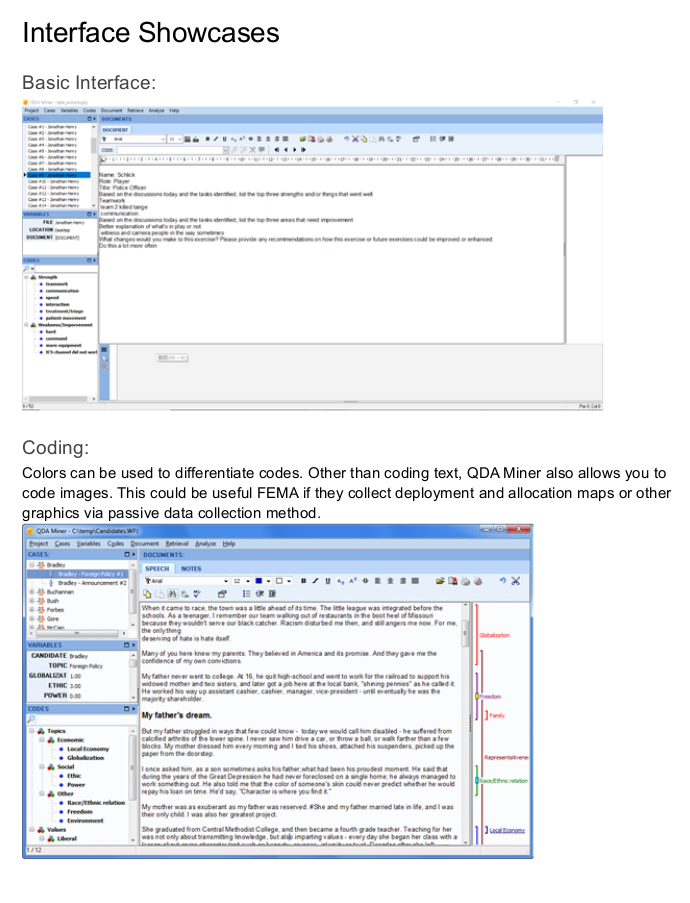 Interface Showcases
Basic Interface:
Project Cases Variables Codes Document Retrieve Analyze Help
CASES
DOCUMENTS
Case #1 - Jonathan Henry
Case #2 - Jonathan Henry
Case #3 - Jonathan Henry
Case #4 - Jonathan Henry
Case #5 - Jonathan Henry
Case #6 - Jonathan Henry
Case #7 - Jonathan Henry
Case #8 - Jonathan Henry
Case #10 - Jonathan Henry
Case #11 - Jonathan Henry
Case #12 - Jonathan Henry
Case #13 - Jonathan Henry
Case #14 - Jonathan Henry
VARIABLES
FILE Jonathan Henry
LOCATION Desktop
DOCUMENT [DOCUMENT]
CODES
Strength
teamwork
communication
speed
interaction
treatment/triage
patient movement
Weakness/Imporvement
hard
command
more equipment
ICS channel did not worl
1/92
DOCUMENT
Arial
11
CODE:
Name: Schlick
Role: Player
Title: Police Officer
Based on the discussions today and the tasks identified, list the top three strengths and/or things that went well
Teamwork
team 2 killed tange
communication
Based on the discussions today and the tasks identified, list the top three areas that need improvement
Better explanation of what's in play or not
witness and camera people in the way sometimes
What changes would you make to this exercise? Please provide any recommendations on how this exercise or future exercises could be improved or enhanced
Do this a lot more often
Pos 0, Col 0
Coding:
Colors can be used to differentiate codes. Other than coding text, QDA Miner also allows you to
code images. This could be useful FEMA if they collect deployment and allocation maps or other
graphics via passive data collection method.
QDA Miner - C:\temp\Candidates.WPJ
Project Cases Variables Codes Document Retrieval Analyze Help
CASES:
DOCUMENTS:
Bradley
Bradley - Foreign Policy #1
Bradley - Announcement #2
Buchannan
Bush
Forbes
Gore
McCain
VARIABLES
CANDIDATE Bradley
TOPIC Foreign Policy
GLOBALIZAT 1.00
ETHIC 3.00
POWER 0.00
CODES
Topics
Economic
Local Economy
Globalization
Social
Ethic
Power
Other
Race/Ethnic relation
Freedom
Environment
Values
Liberal
1 / 12
SPEECH NOTES
Arial 12
When it came to race, the town was a little ahead of its time. The little league was integrated before the
schools. As a teenager, I remember our team walking out of restaurants in the boot heel of Missouri
because they wouldn't serve our black catcher. Racism disturbed me then, and still angers me now. For me,
the only thing
deserving of hate is hate itself.
Many of you here knew my parents. They believed in America and its promise. And they gave me the
confidence of my own convictions.
My father never went to college. At 16, he quit high-school and went to work for the railroad to support his
widowed mother and two sisters, and later got a job here at the local bank, "shining pennies" as he called it.
He worked his way up assistant cashier, cashier, manager, vice-president - until eventually he was the
majority shareholder.
My father's dream.
But my father struggled in ways that few could know - today we would call him disabled - he suffered from
calcified arthritis of the lower spine. I never saw him drive a car, or throw a ball, or walk farther than a few
blocks. My mother dressed him every morning and I tied his shoes, attached his suspenders, picked up the
paper from the doorstep.
I once asked him, as a son sometimes asks his father,what had been his proudest moment. He said that
during the years of the Great Depression he had never foreclosed on a single home; he always managed to
work something out. He also told me that the color of someone's skin could never predict whether he would
repay his loan on time. He'd say, "Character is where you find it."
My mother was as exuberant as my father was reserved. #She and my father married late in life, and I was
their only child. I was also her greatest project.
She graduated from Central Methodist College, and then became a fourth grade teacher. Teaching for her
was not only about transmitting knowledge, but also imparting values - every day she began her class with a
Globalization
Freedom
Family
Representativene
Race/Ethnic relation
Local Economy